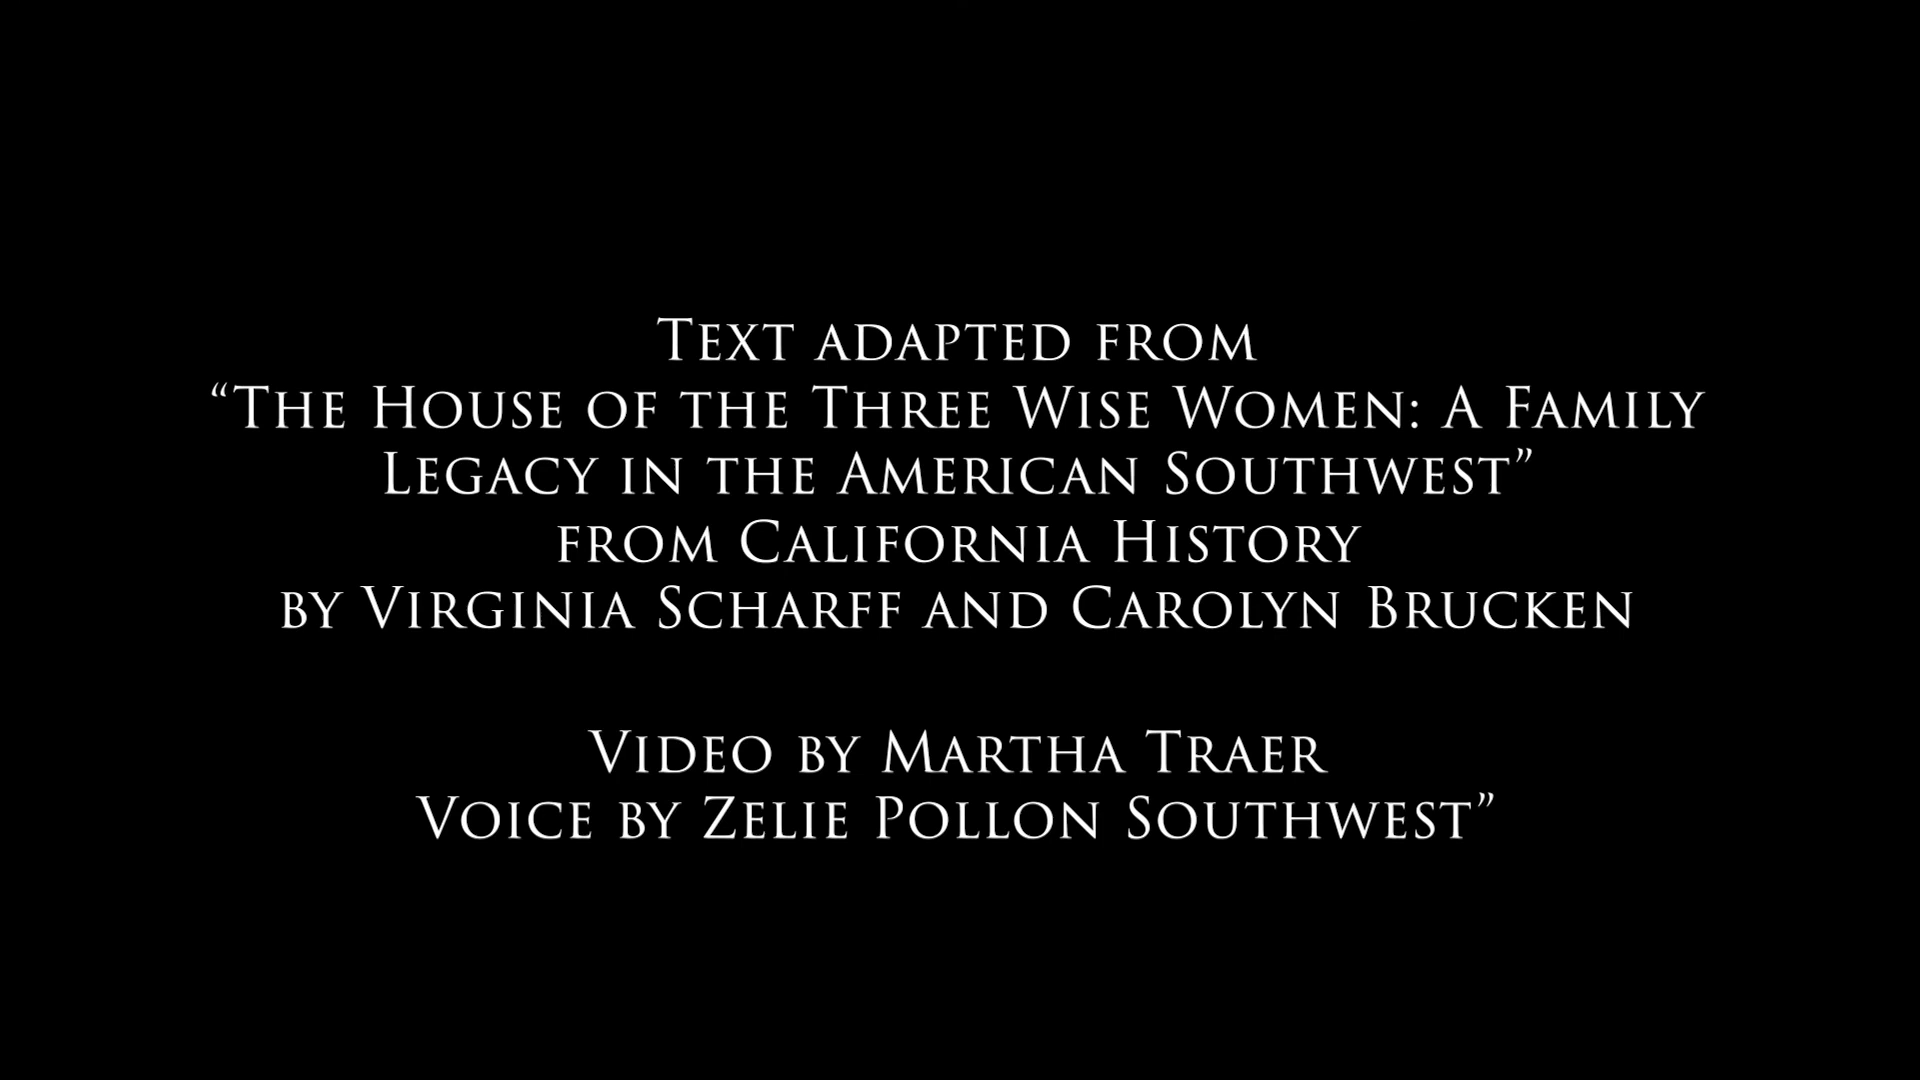 Text adapted from
“The House of the Three Wise Women: A Family
Legacy in the American Southwest”
from California History
by Virginia Scharff and Carolyn Brucken
Video by Martha Traer
Voice by Zelie Pollon Southwest”